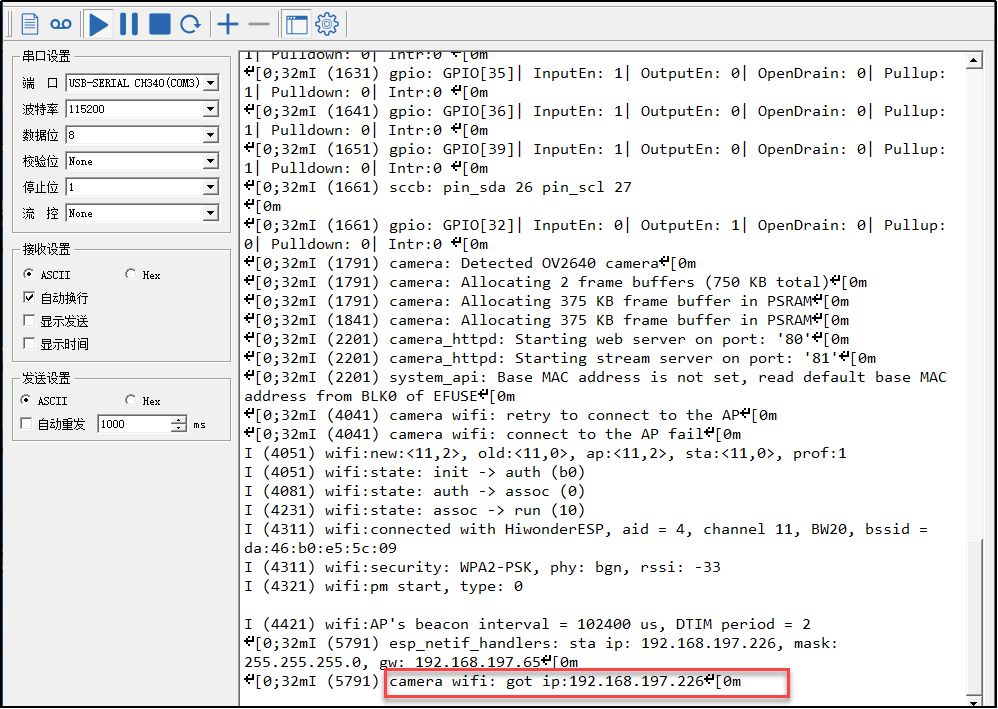 串口设置
端 口 USB-SERIAL CH340(COM3)
波特率 115200
数据位 8
校验位 None
停止位 1
流 控 None
接收设置
ASCII Hex
自动换行
显示发送
显示时间
发送设置
ASCII Hex
自动重发 1000 ms
1| Pulldown: 0| Intr:0 ↵[0m
↵[0;32mI (1631) gpio: GPIO[35]| InputEn: 1| OutputEn: 0| OpenDrain: 0| Pullup:
1| Pulldown: 0| Intr:0 ↵[0m
↵[0;32mI (1641) gpio: GPIO[36]| InputEn: 1| OutputEn: 0| OpenDrain: 0| Pullup:
1| Pulldown: 0| Intr:0 ↵[0m
↵[0;32mI (1651) gpio: GPIO[39]| InputEn: 1| OutputEn: 0| OpenDrain: 0| Pullup:
1| Pulldown: 0| Intr:0 ↵[0m
↵[0;32mI (1661) sccb: pin_sda 26 pin_scl 27
↵[0m
↵[0;32mI (1661) gpio: GPIO[32]| InputEn: 0| OutputEn: 1| OpenDrain: 0| Pullup:
0| Pulldown: 0| Intr:0 ↵[0m
↵[0;32mI (1791) camera: Detected OV2640 camera↵[0m
↵[0;32mI (1791) camera: Allocating 2 frame buffers (750 KB total)↵[0m
↵[0;32mI (1791) camera: Allocating 375 KB frame buffer in PSRAM↵[0m
↵[0;32mI (1841) camera: Allocating 375 KB frame buffer in PSRAM↵[0m
↵[0;32mI (2201) camera_httpd: Starting web server on port: '80'↵[0m
↵[0;32mI (2201) camera_httpd: Starting stream server on port: '81'↵[0m
↵[0;32mI (2201) system_api: Base MAC address is not set, read default base MAC
address from BLK0 of EFUSE↵[0m
↵[0;32mI (4041) camera wifi: retry to connect to the AP↵[0m
↵[0;32mI (4041) camera wifi: connect to the AP fail↵[0m
I (4051) wifi:new:<11,2>, old:<11,0>, ap:<11,2>, sta:<11,0>, prof:1
I (4051) wifi:state: init -> auth (b0)
I (4081) wifi:state: auth -> assoc (0)
I (4231) wifi:state: assoc -> run (10)
I (4311) wifi:connected with HiwonderESP, aid = 4, channel 11, BW20, bssid =
da:46:b0:e5:5c:09
I (4311) wifi:security: WPA2-PSK, phy: bgn, rssi: -33
I (4321) wifi:pm start, type: 0
I (4421) wifi:AP's beacon interval = 102400 us, DTIM period = 2
↵[0;32mI (5791) esp_netif_handlers: sta ip: 192.168.197.226, mask:
255.255.255.0, gw: 192.168.197.65↵[0m
↵[0;32mI (5791) camera wifi: got ip:192.168.197.226↵[0m